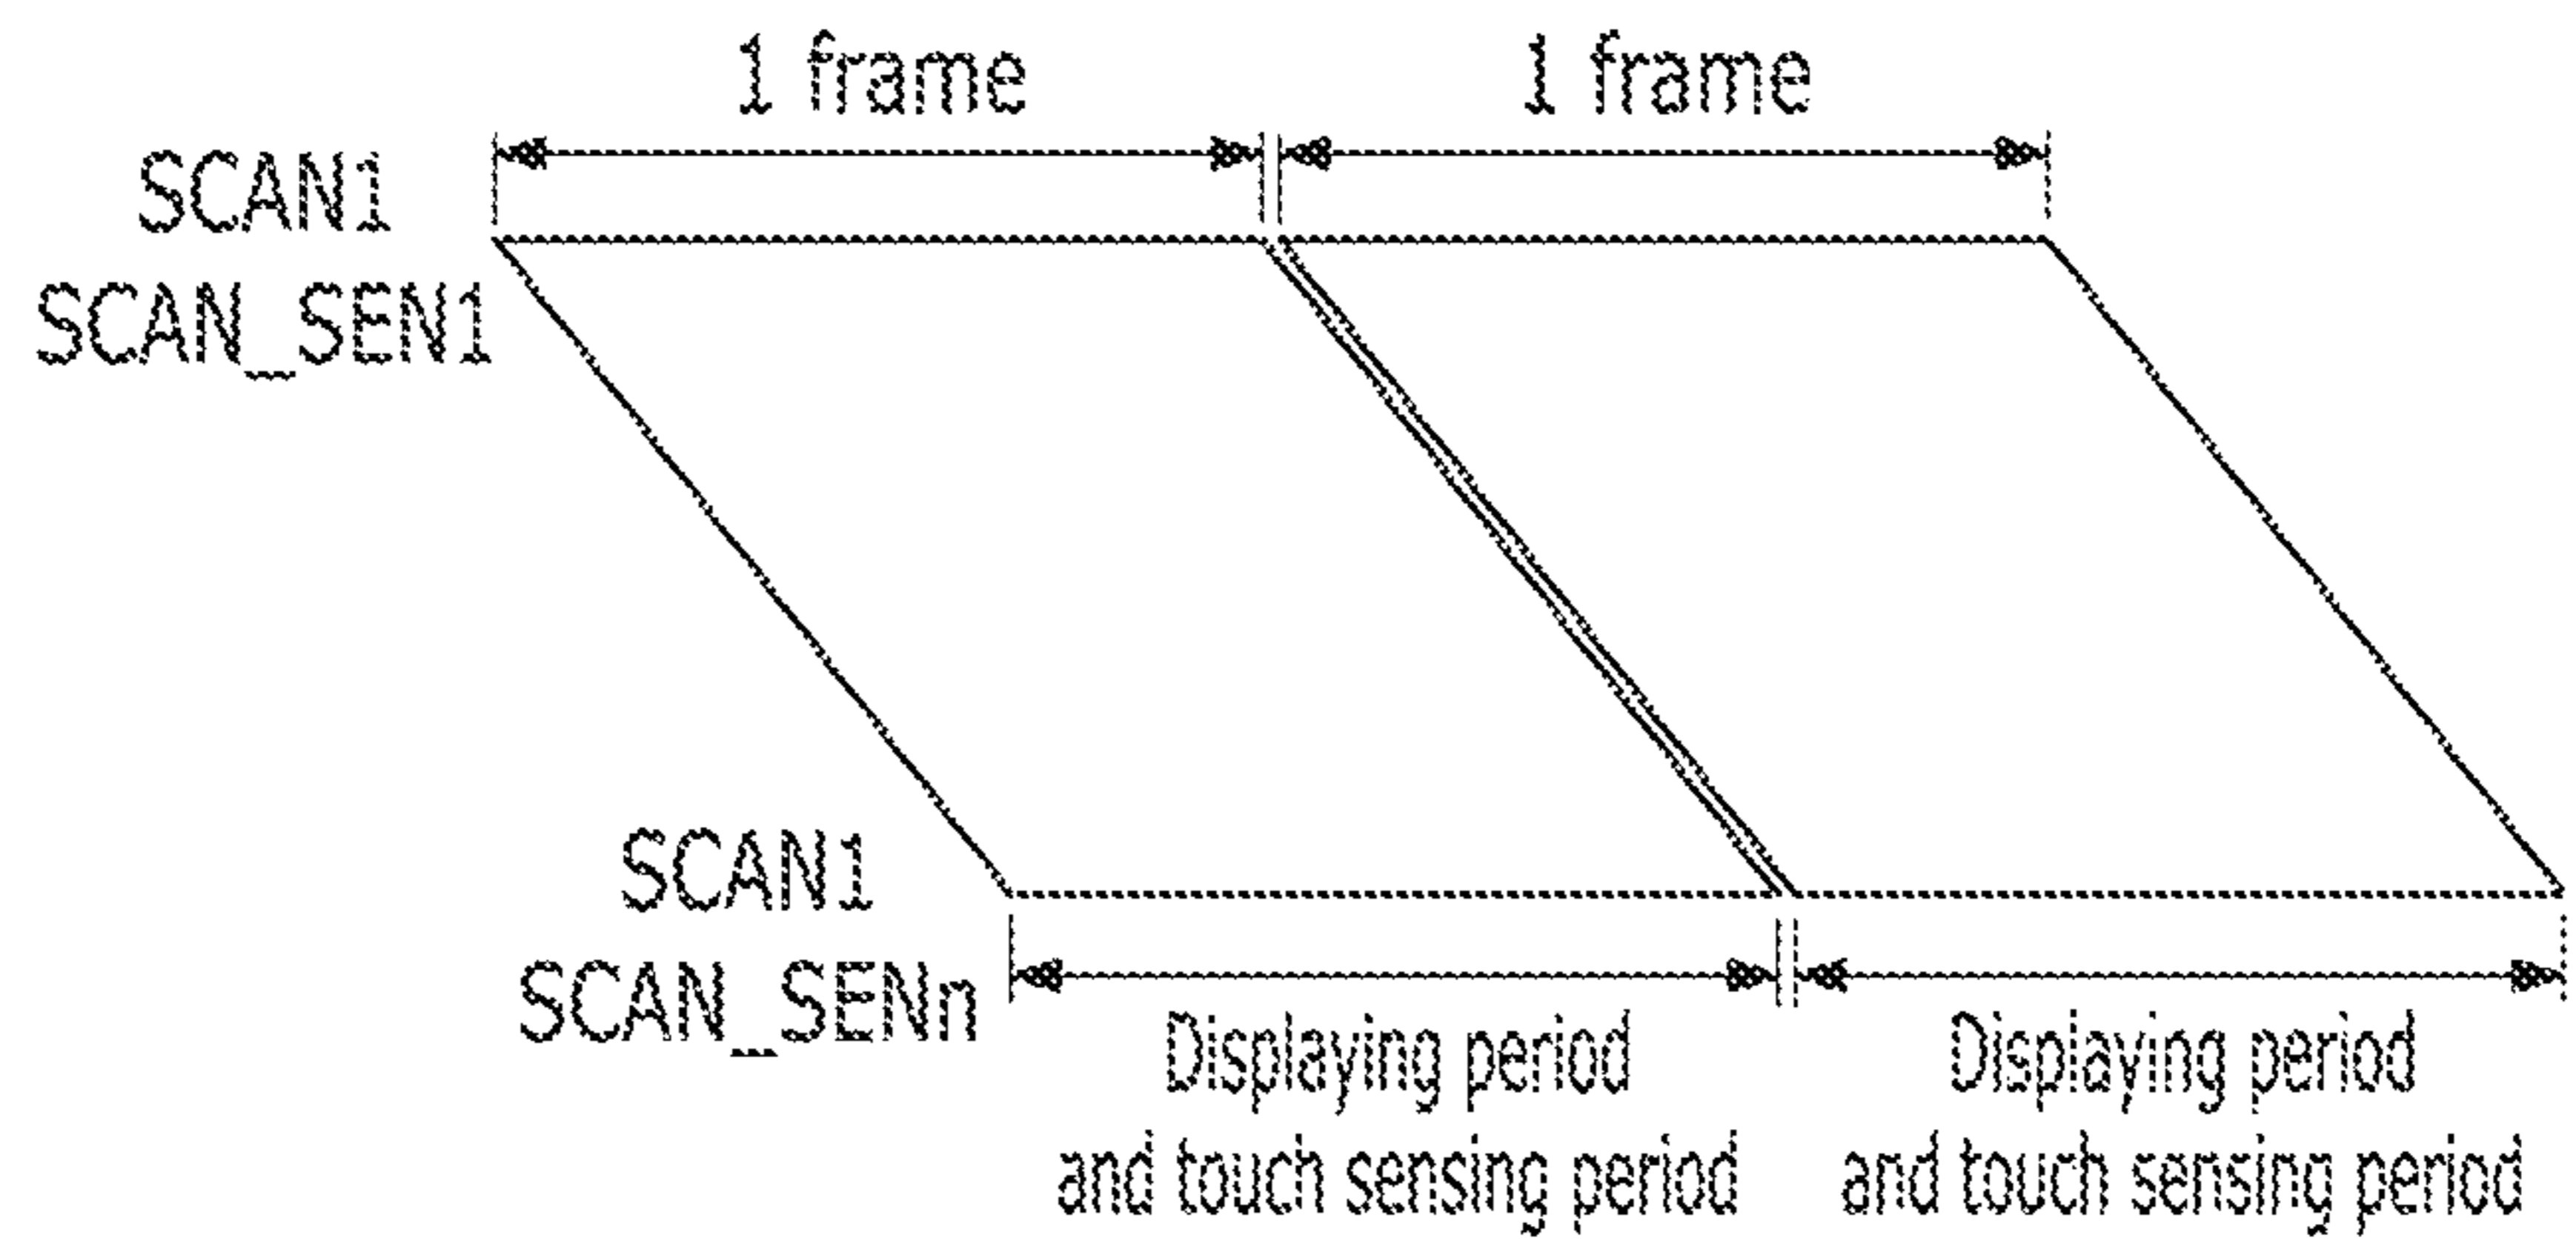 1 frame
1 frame
SCAN1
SCAN_SEN1
SCAN1
SCAN_SENn
Displaying period
and touch sensing period
Displaying period
and touch sensing period